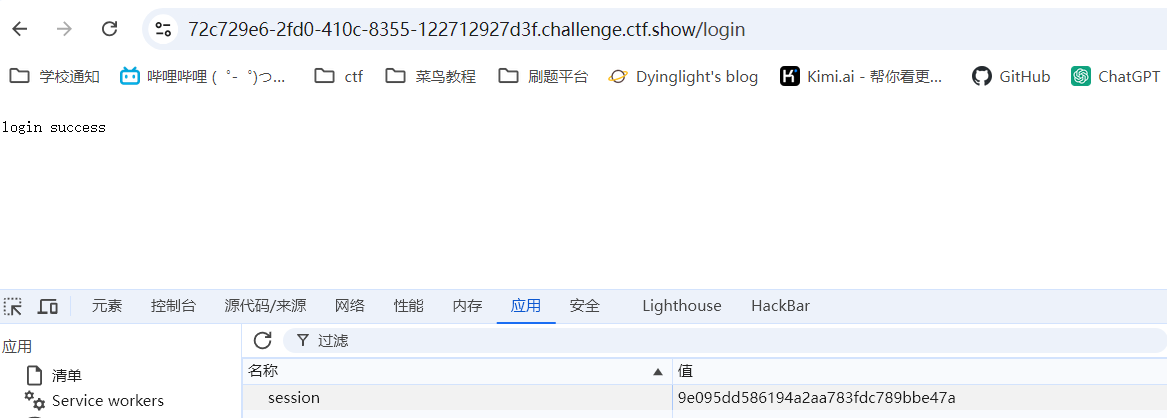 72c729e6-2fd0-410c-8355-122712927d3f.challenge.ctf.show/login
学校通知 哔哩哔哩 (゜-゜)つ... ctf 菜鸟教程 刷题平台 Dyinglight's blog Kimi.ai - 帮你看更... GitHub ChatGPT
login success
元素 控制台 源代码/来源 网络 性能 内存 应用 安全 Lighthouse HackBar
应用 过滤
名称 值
清单
session 9e095dd586194a2aa783fdc789bbe47a
Service workers